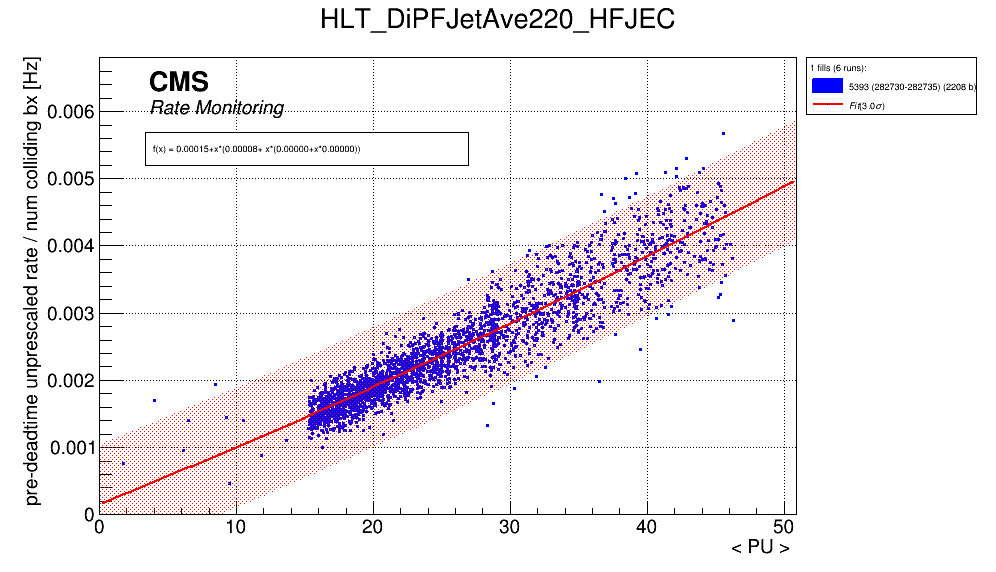 HLT_DiPFJetAve220_HFJEC
pre-deadtime unprescaled rate / num colliding bx [Hz]
CMS
Rate Monitoring
f(x) = 0.00015+x*(0.00008+ x*(0.00000+x*0.00000))
1 fills (6 runs):
5393 (282730-282735) (2208 b)
Fit(3.0σ)
0.006
0.005
0.004
0.003
0.002
0.001
0
0 10 20 30 40 50
< PU >